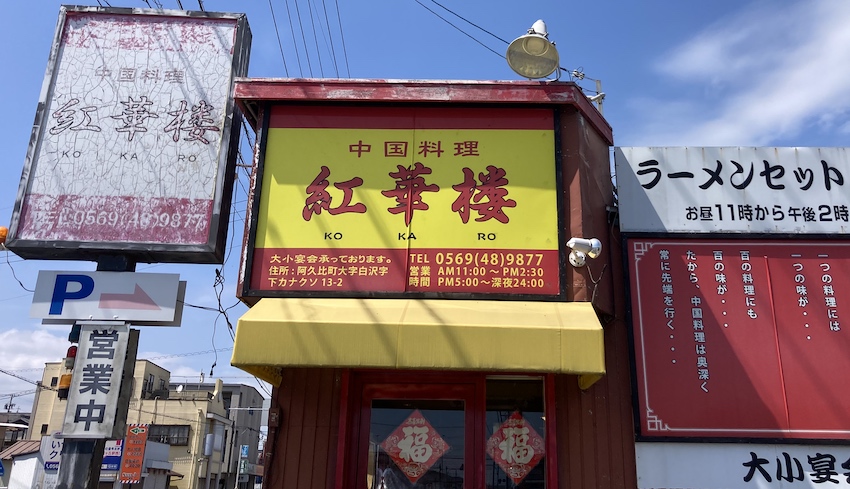 中国料理
紅華楼
KO KA RO
TEL 0569(48)9877
P
営業中
中国料理
紅華楼
KO KA RO
大小宴会承っております。
住所:阿久比町大字白沢字
下カナクソ 13-2
TEL 0569(48)9877
営業時間
AM11:00〜PM2:30
PM5:00〜深夜24:00
福
福
ラーメンセット
お昼11時から午後2時
一つの料理には
一つの味が・・
百の料理にも
百の味が・・
だから、中国料理は奥深く
常に先端を行く・・・
大小宴会